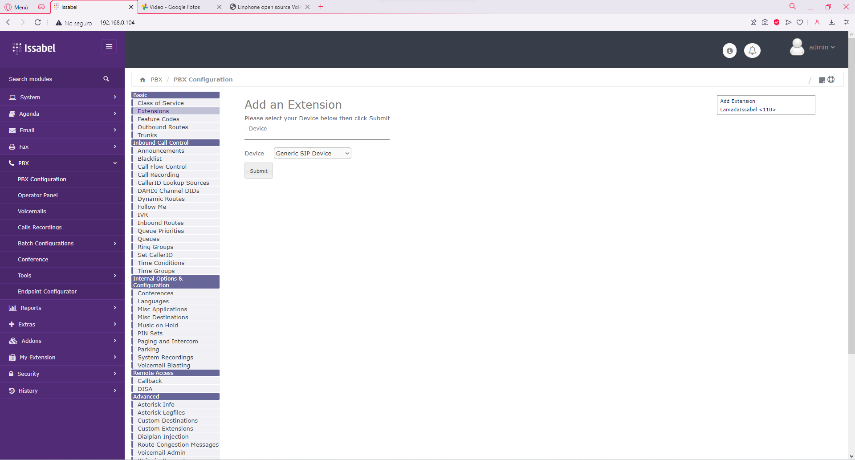 Menú
Issabel
Video - Google Fotos
Linphone open source VoI
No seguro
192.168.0.104
Issabel
admin
Search modules
PBX / PBX Configuration
System
Agenda
Email
Fax
PBX
PBX Configuration
Operator Panel
Voicemails
Calls Recordings
Batch Configurations
Conference
Tools
Endpoint Configurator
Reports
Extras
Addons
My Extension
Security
History
Basic
Class of Service
Extensions
Feature Codes
Outbound Routes
Trunks
Inbound Call Control
Announcements
Blacklist
Call Flow Control
Call Recording
CallerID Lookup Sources
DAHDI Channel DIDs
Dynamic Routes
Follow Me
IVR
Inbound Routes
Queue Priorities
Queues
Ring Groups
Set CallerID
Time Conditions
Time Groups
Internal Options &
Configuration
Conferences
Languages
Misc Applications
Misc Destinations
Music on Hold
PIN Sets
Paging and Intercom
Parking
System Recordings
Voicemail Blasting
Remote Access
Callback
DISA
Advanced
Asterisk Info
Asterisk Logfiles
Custom Destinations
Custom Extensions
Dialplan Injection
Route Congestion Messages
Voicemail Admin
Add an Extension
Please select your Device below then click Submit
Device
Device
Generic SIP Device
Submit
Add Extension
LamadaIssabel <110>